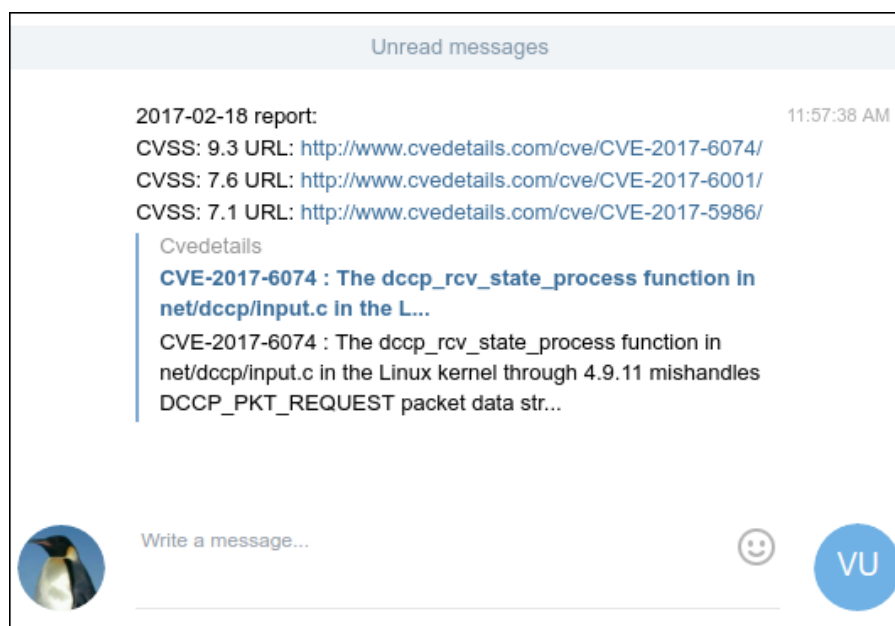 Unread messages
2017-02-18 report:
11:57:38 AM
CVSS: 9.3 URL: http://www.cvedetails.com/cve/CVE-2017-6074/
CVSS: 7.6 URL: http://www.cvedetails.com/cve/CVE-2017-6001/
CVSS: 7.1 URL: http://www.cvedetails.com/cve/CVE-2017-5986/
Cvedetails
CVE-2017-6074 : The dccp_rcv_state_process function in
net/dccp/input.c in the L...
CVE-2017-6074 : The dccp_rcv_state_process function in
net/dccp/input.c in the Linux kernel through 4.9.11 mishandles
DCCP_PKT_REQUEST packet data str...
Write a message...
VU